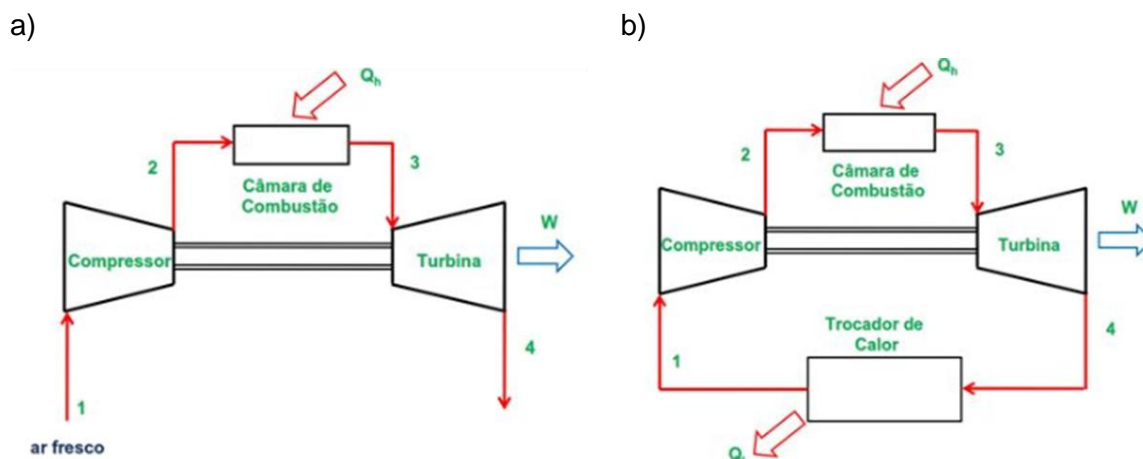 a)
b)
Qh
2
3
Câmara de
Combustão
Compressor
Turbina
W
1
4
ar fresco
Qh
2
3
Câmara de
Combustão
Compressor
Turbina
W
Trocador de
Calor
1
4